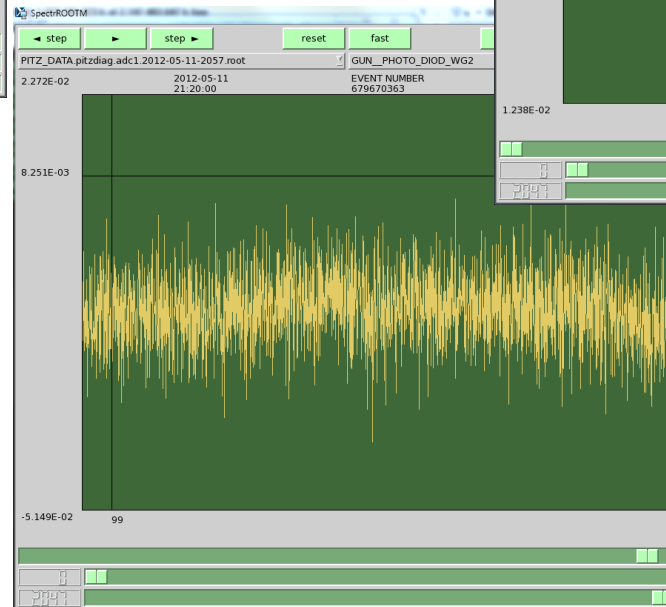 SpectrROOTM
◄ step ► step ► reset fast
PITZ_DATA.pitzdiag.adc1.2012-05-11-2057.root GUN__PHOTO_DIOD_WG2
2.272E-02 2012-05-11 EVENT NUMBER
21:20:00 679670363
1.238E-02
8.251E-03
0
2047
-5.149E-02 99
0
2047